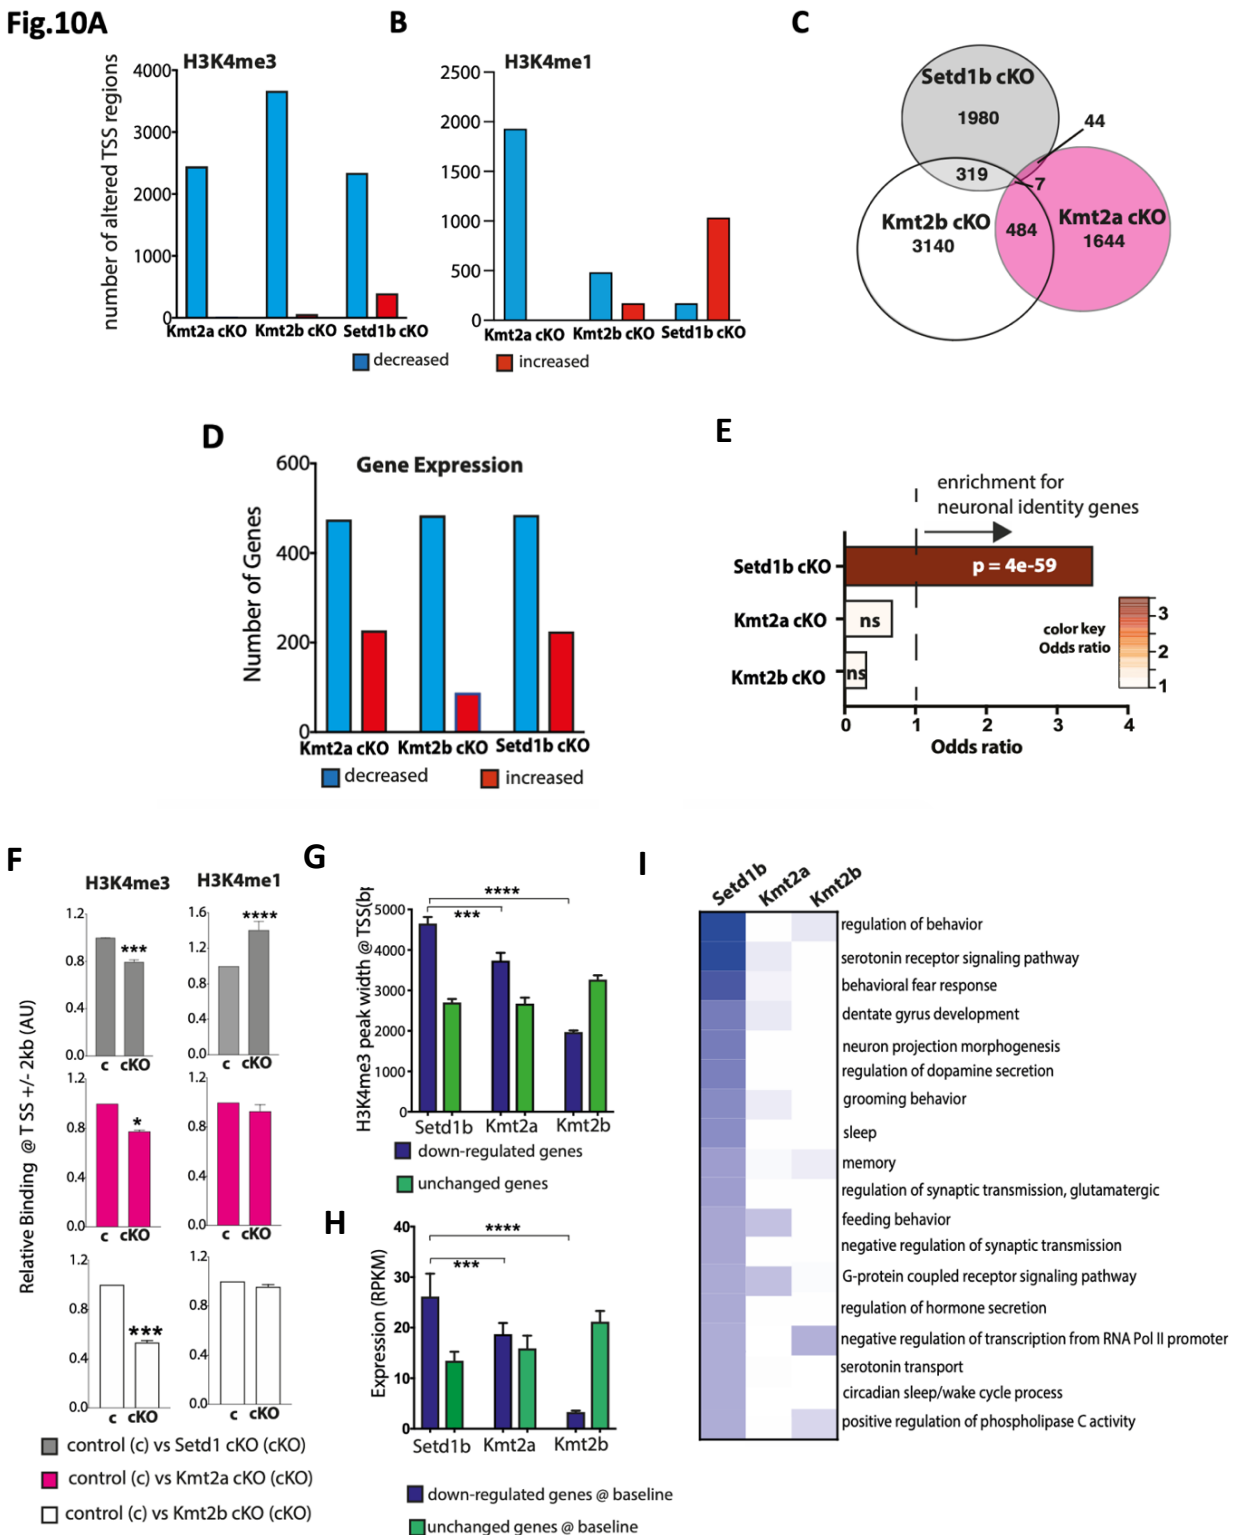 Fig.10A
H3K4me3
number of altered TSS regions
4000
3000
2000
1000
0
Kmt2a cKO
Kmt2b cKO
Setd1b cKO
decreased
B
H3K4me1
2500
2000
1500
1000
500
0
Kmt2a cKO
Kmt2b cKO
Setd1b cKO
increased
C
Setd1b cKO
1980
44
319
7
Kmt2b cKO
3140
484
Kmt2a cKO
1644
D
Gene Expression
Number of Genes
600
400
200
0
Kmt2a cKO
Kmt2b cKO
Setd1b cKO
decreased
increased
E
enrichment for
neuronal identity genes
Setd1b cKO
p = 4e-59
Kmt2a cKO
ns
Kmt2b cKO
ns
color key
Odds ratio
3
2
1
0
1
2
3
4
Odds ratio
F
H3K4me3
H3K4me1
Relative Binding @ TSS +/- 2kb (AU)
1.2
0.8
0.4
0.0
***
c
cKO
1.6
1.2
0.8
0.4
0.0
****
c
cKO
1.2
0.8
0.4
0.0
*
c
cKO
1.2
0.8
0.4
0.0
c
cKO
1.2
0.8
0.4
0.0
***
c
cKO
1.2
0.8
0.4
0.0
c
cKO
control (c) vs Setd1 cKO (cKO)
control (c) vs Kmt2a cKO (cKO)
control (c) vs Kmt2b cKO (cKO)
G
H3K4me3 peak width @ TSS(bp
5000
4000
3000
2000
1000
0
****
***
Setd1b
Kmt2a
Kmt2b
down-regulated genes
unchanged genes
H
Expression (RPKM)
40
30
20
10
0
****
***
Setd1b
Kmt2a
Kmt2b
down-regulated genes @ baseline
unchanged genes @ baseline
I
Setd1b
Kmt2a
Kmt2b
regulation of behavior
serotonin receptor signaling pathway
behavioral fear response
dentate gyrus development
neuron projection morphogenesis
regulation of dopamine secretion
grooming behavior
sleep
memory
regulation of synaptic transmission, glutamatergic
feeding behavior
negative regulation of synaptic transmission
G-protein coupled receptor signaling pathway
regulation of hormone secretion
negative regulation of transcription from RNA Pol II promoter
serotonin transport
circadian sleep/wake cycle process
positive regulation of phospholipase C activity